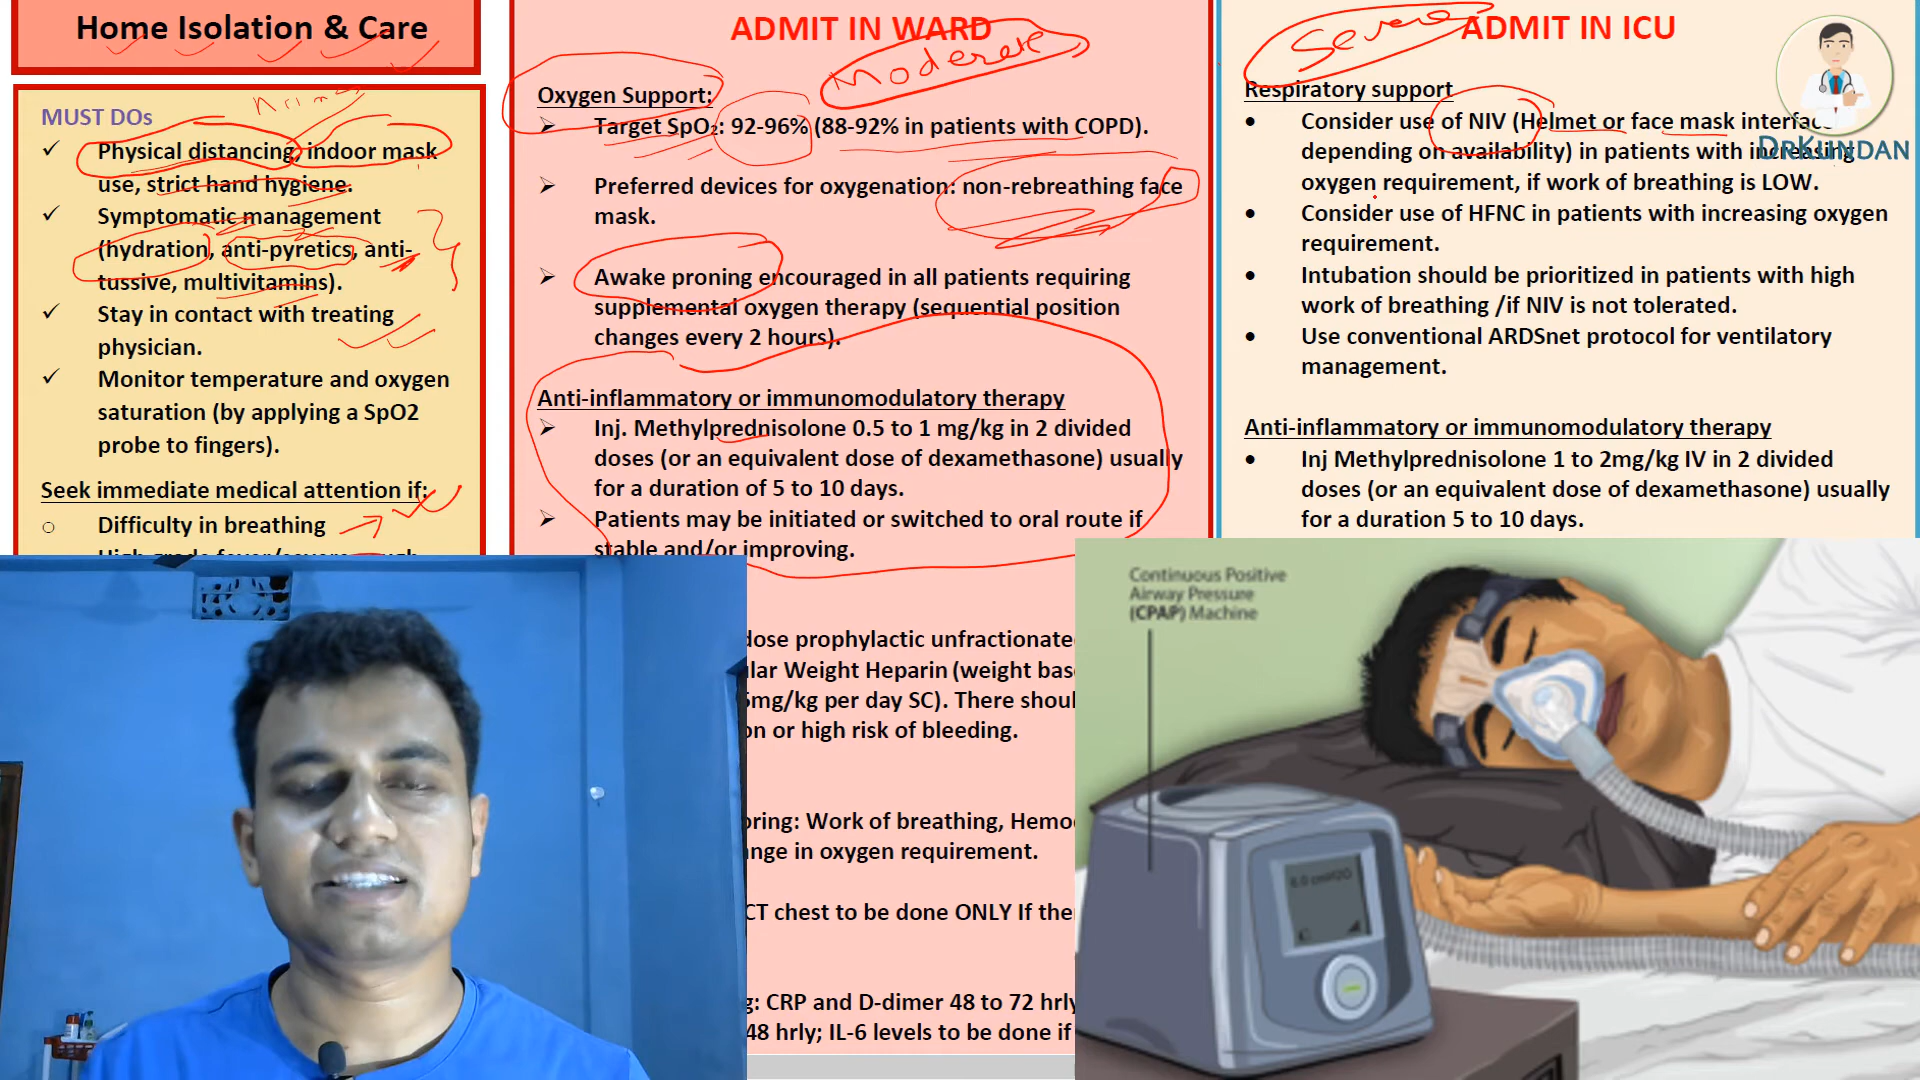 Home Isolation & Care
MUST DOs
Physical distancing, indoor mask
use, strict hand hygiene.
Symptomatic management
(hydration, anti-pyretics, anti-
tussive, multivitamins).
Stay in contact with treating
physician.
Monitor temperature and oxygen
saturation (by applying a SpO2
probe to fingers).
Seek immediate medical attention if:
Difficulty in breathing
ADMIT IN WARD
Moderate
Oxygen Support:
Target SpO₂: 92-96% (88-92% in patients with COPD).
Preferred devices for oxygenation: non-rebreathing face
mask.
Awake proning encouraged in all patients requiring
supplemental oxygen therapy (sequential position
changes every 2 hours).
Anti-inflammatory or immunomodulatory therapy
Inj. Methylprednisolone 0.5 to 1 mg/kg in 2 divided
doses (or an equivalent dose of dexamethasone) usually
for a duration of 5 to 10 days.
Patients may be initiated or switched to oral route if
stable and/or improving.
dose prophylactic
Weight Heparin (weight
mg/kg per day SC). There
or high risk of bleeding.
Work of breathing,
in oxygen requirement.
CT chest to be done ONLY If
CRP and D-dimer 48 to 72 hrly
48 hrly; IL-6 levels to be done if
Severe
ADMIT IN ICU
Respiratory support
Consider use of NIV (Helmet or face mask interface
depending on availability) in patients with increasing
oxygen requirement, if work of breathing is LOW.
Consider use of HFNC in patients with increasing oxygen
requirement.
Intubation should be prioritized in patients with high
work of breathing /if NIV is not tolerated.
Use conventional ARDSnet protocol for ventilatory
management.
Anti-inflammatory or immunomodulatory therapy
Inj Methylprednisolone 1 to 2mg/kg IV in 2 divided
doses (or an equivalent dose of dexamethasone) usually
for a duration 5 to 10 days.
DRKUNDAN
Continuous Positive
Airway Pressure
(CPAP) Machine